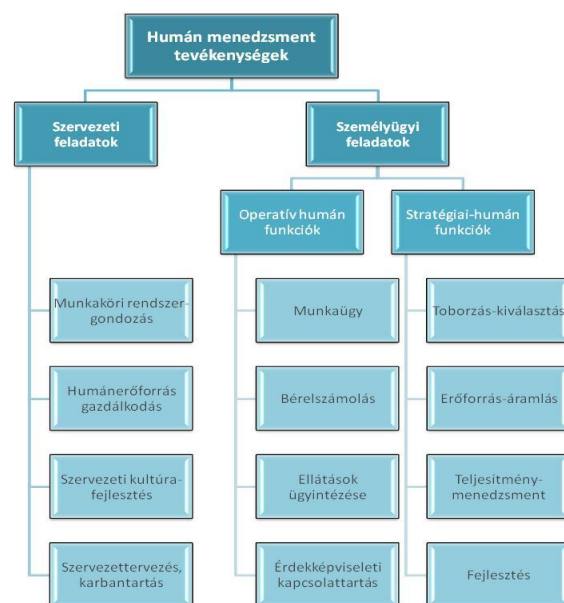 Humán menedzsment
tevékenységek
Szervezeti
feladatok
Személyügyi
feladatok
Operatív humán
funkciók
Stratégiai-humán
funkciók
Munkaköri rendszer-
gondozás
Munkaügy
Toborzás-kiválasztás
Humánerőforrás
gazdálkodás
Bérelszámolás
Erőforrás-áramlás
Szervezeti kultúra-
fejlesztés
Ellátások
ügyintézése
Teljesítmény-
menedzsment
Szervezettervezés,
karbantartás
Érdekképviseleti
kapcsolattartás
Fejlesztés